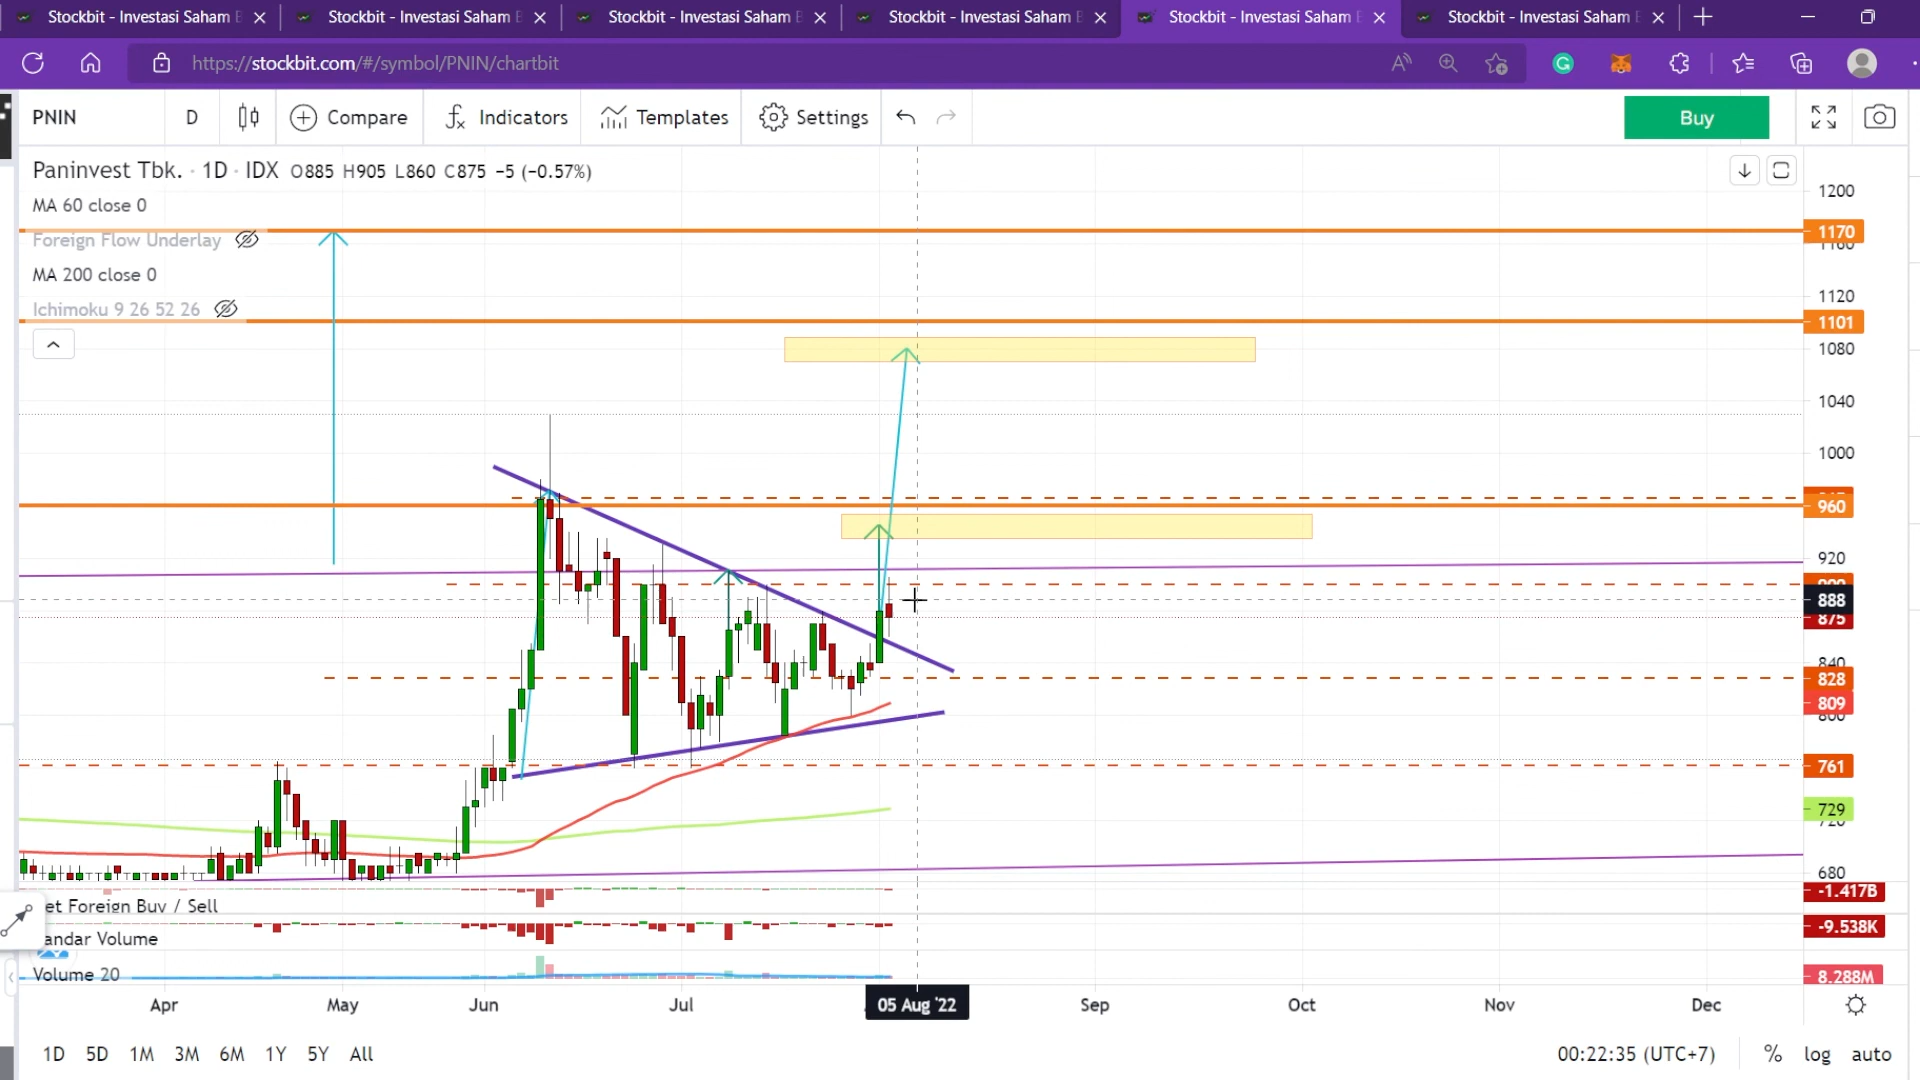 Stockbit - Investasi Saham B
Stockbit - Investasi Saham B
Stockbit - Investasi Saham B
Stockbit - Investasi Saham B
Stockbit - Investasi Saham B
Stockbit - Investasi Saham B
https://stockbit.com/#/symbol/PNIN/chartbit
PNIN
D
Compare
Indicators
Templates
Settings
Buy
Paninvest Tbk. · 1D · IDX O885 H905 L860 C875 −5 (−0.57%)
MA 60 close 0
Foreign Flow Underlay
MA 200 close 0
Ichimoku 9 26 52 26
1200
1170
1160
1120
1101
1080
1040
1000
960
920
888
875
840
828
809
800
761
729
720
680
-1.417B
-9.538K
8.288M
et Foreign Buy / Sell
andar Volume
Volume 20
Apr
May
Jun
Jul
05 Aug '22
Sep
Oct
Nov
Dec
1D
5D
1M
3M
6M
1Y
5Y
All
00:22:35 (UTC+7)
%
log
auto